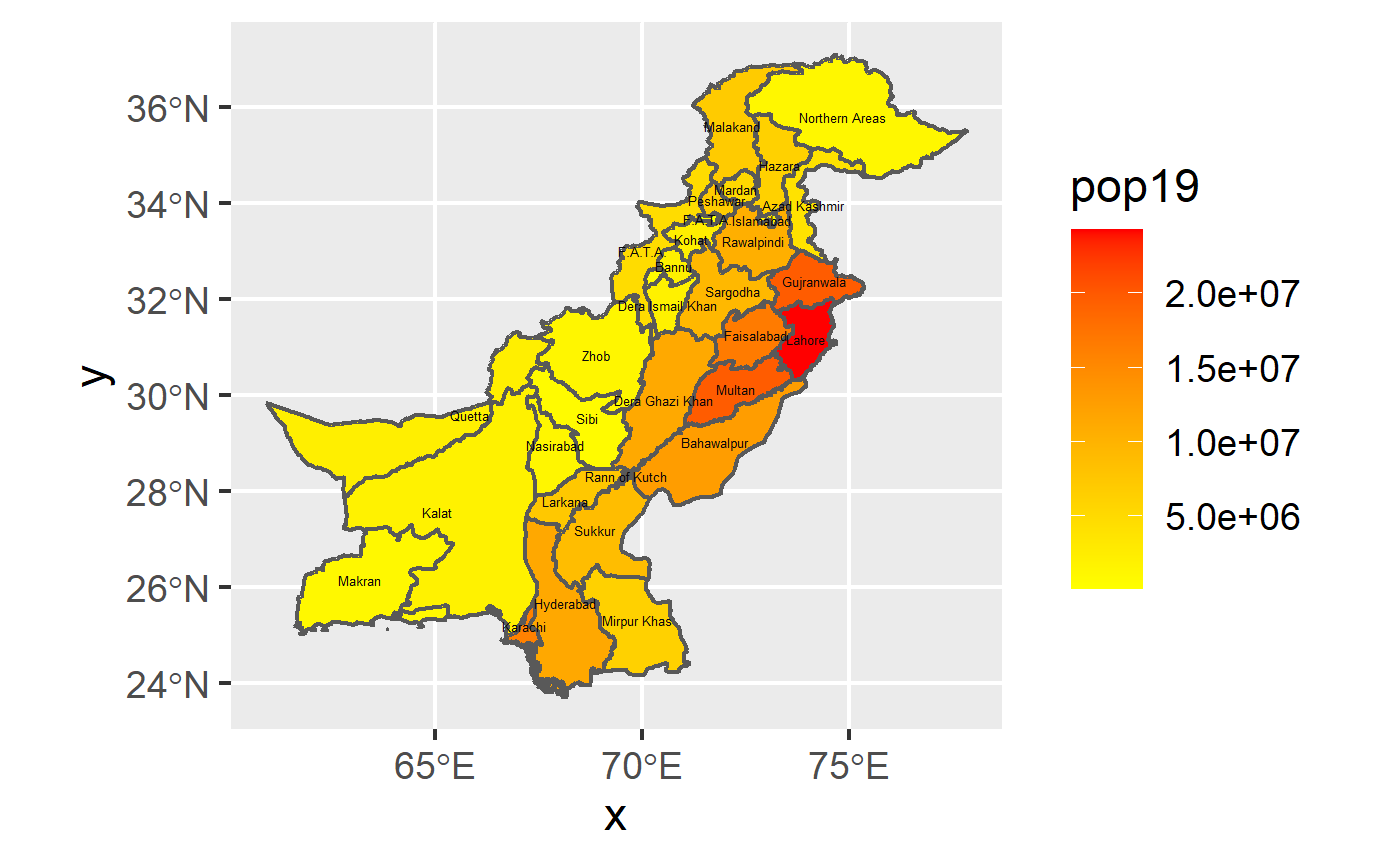 36°N
34°N
32°N
30°N
28°N
26°N
24°N
y
65°E
70°E
75°E
x
Northern Areas
Malakand
Hazara
Mardan
Peshawar
Azad Kashmir
F.A.T.A.
Islamabad
Kohat
Rawalpindi
F.A.T.A.
Bannu
Gujranwala
Sargodha
Dera Ismail Khan
Faisalabad
Lahore
Zhob
Multan
Dera Ghazi Khan
Quetta
Sibi
Nasirabad
Bahawalpur
Rann of Kutch
Larkana
Kalat
Sukkur
Makran
Hyderabad
Karachi
Mirpur Khas
pop19
2.0e+07
1.5e+07
1.0e+07
5.0e+06